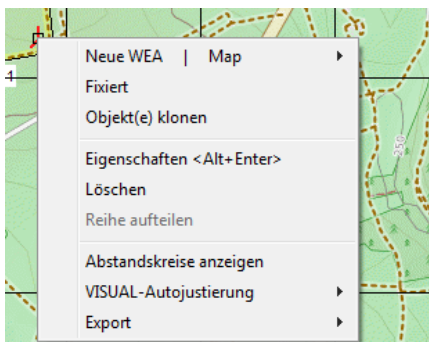 Neue WEA | Map
Fixiert
1
Objekt(e) klonen
Eigenschaften <Alt+Enter>
250
Löschen
Reihe aufteilen
Abstandskreise anzeigen
VISUAL-Autojustierung
Export